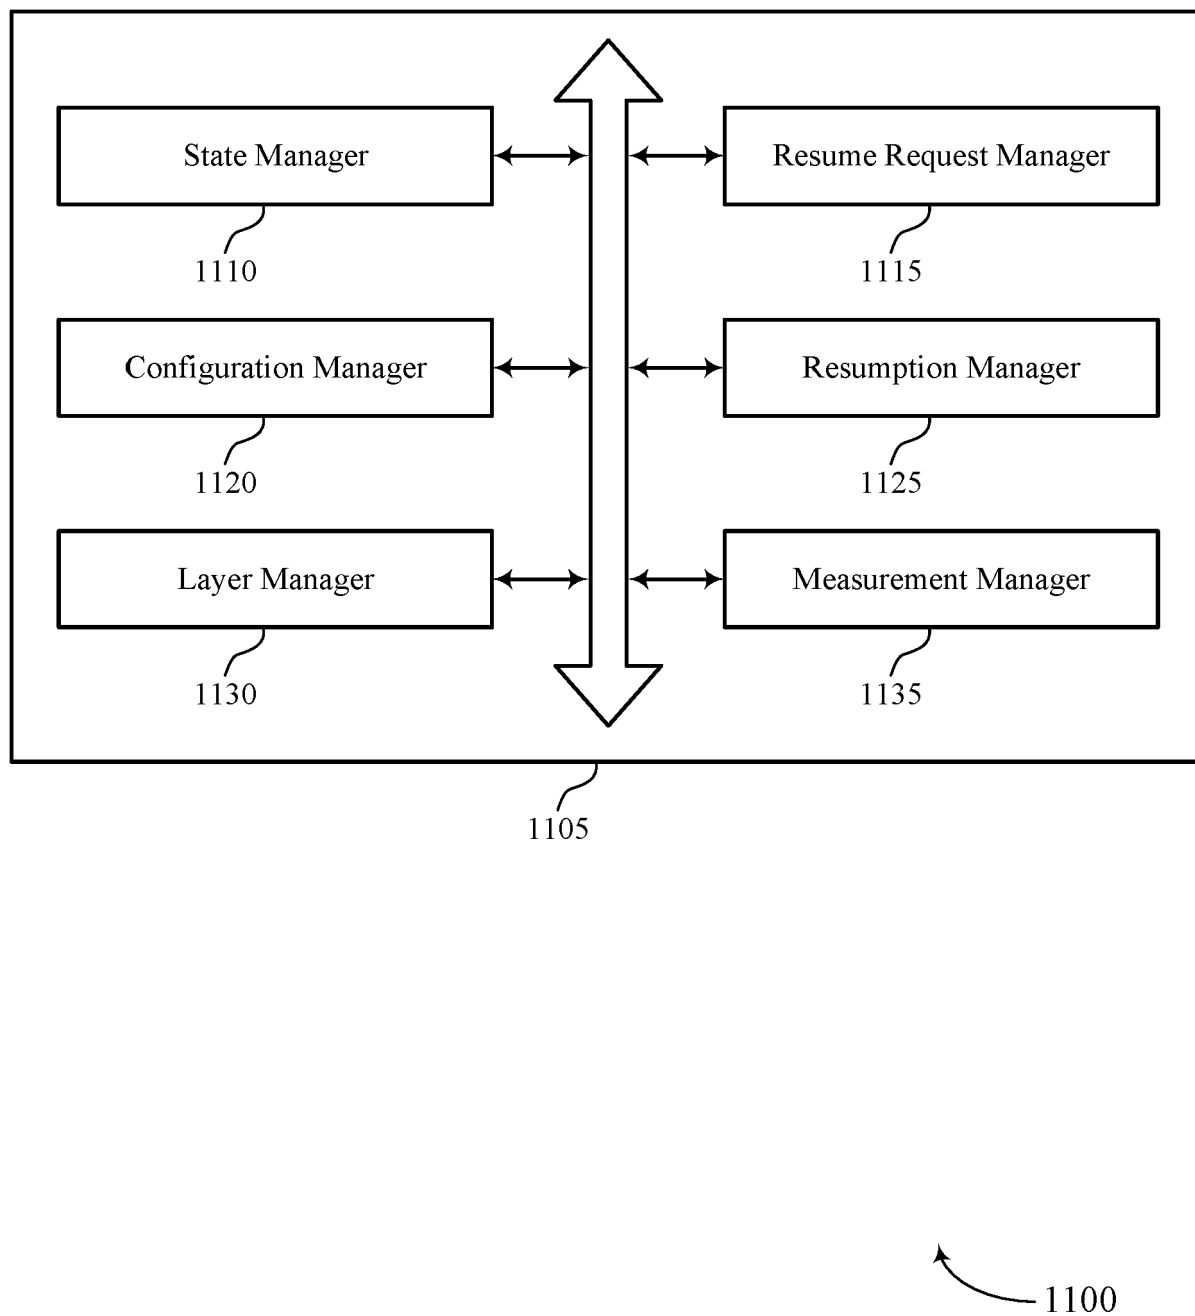 State Manager
Resume Request Manager
1110
1115
Configuration Manager
Resumption Manager
1120
1125
Layer Manager
Measurement Manager
1130
1135
1105
1100